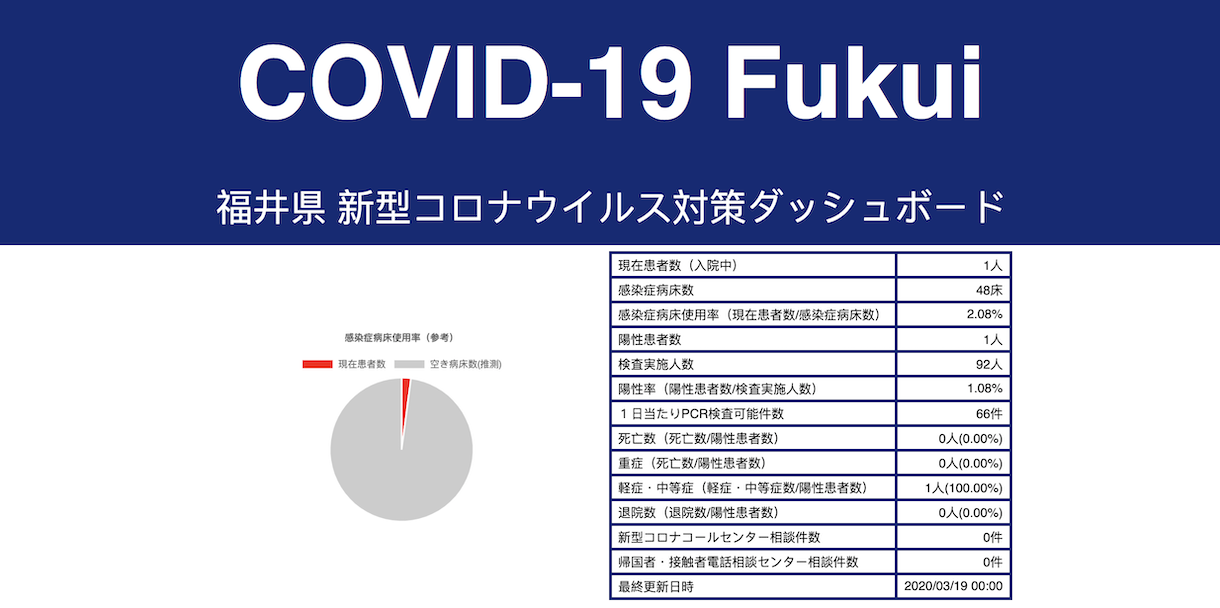 COVID-19 Fukui
福井県 新型コロナウイルス対策ダッシュボード
感染症病床使用率（参考）
現在患者数 空き病床数(推測)
現在患者数（入院中） 1人
感染症病床数 48床
感染症病床使用率（現在患者数/感染症病床数） 2.08%
陽性患者数 1人
検査実施人数 92人
陽性率（陽性患者数/検査実施人数） 1.08%
１日当たりPCR検査可能件数 66件
死亡数（死亡数/陽性患者数） 0人(0.00%)
重症（死亡数/陽性患者数） 0人(0.00%)
軽症・中等症（軽症・中等症数/陽性患者数） 1人(100.00%)
退院数（退院数/陽性患者数） 0人(0.00%)
新型コロナコールセンター相談件数 0件
帰国者・接触者電話相談センター相談件数 0件
最終更新日時 2020/03/19 00:00